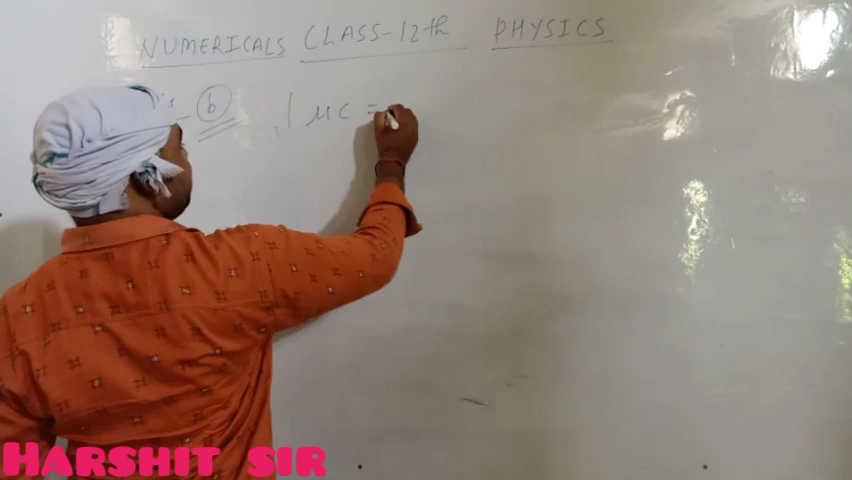 NUMERICALS CLASS-12th PHYSICS
b 1 μc =
HARSHIT SIR